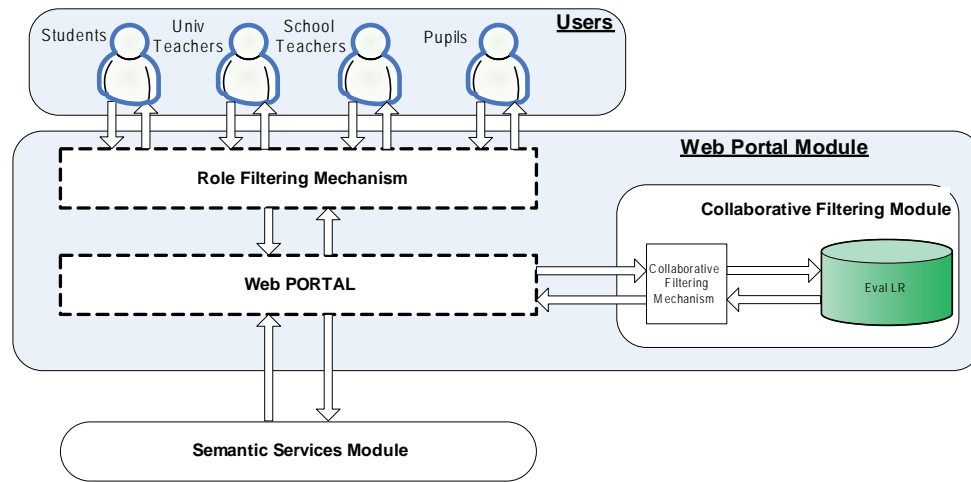 Users
Students
Univ
Teachers
School
Teachers
Pupils
Web Portal Module
Role Filtering Mechanism
Collaborative Filtering Module
Web PORTAL
Collaborative
Filtering
Mechanism
Eval LR
Semantic Services Module